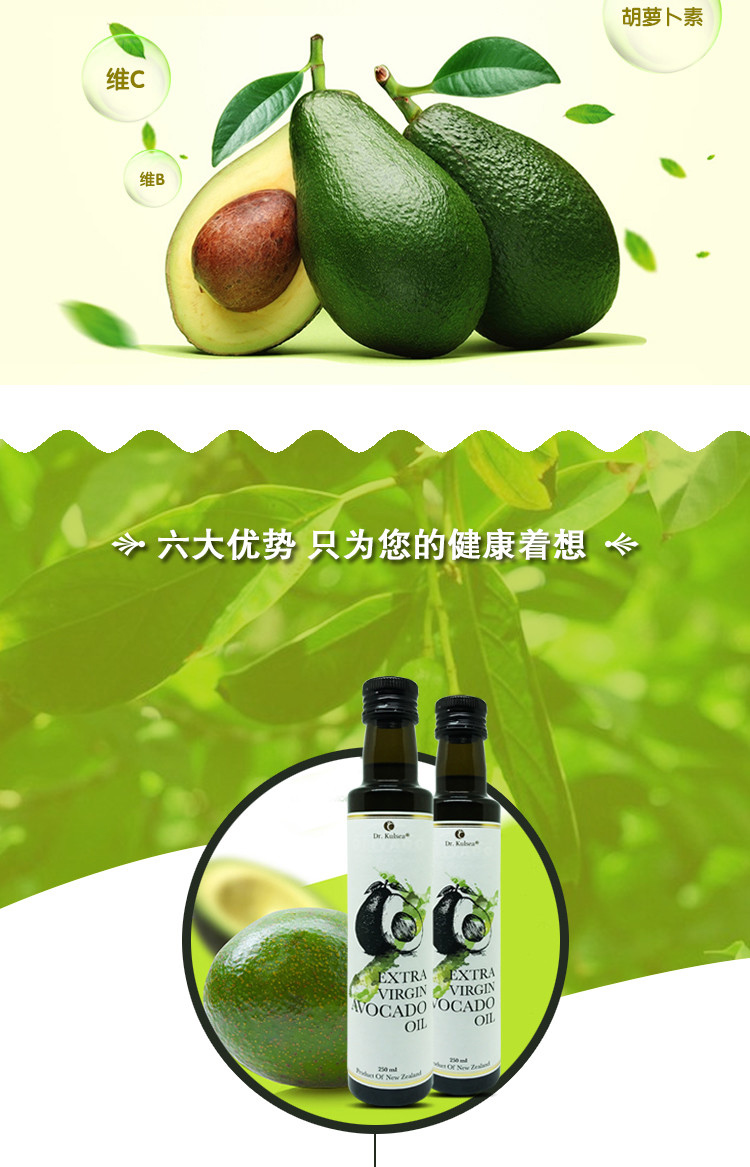 胡萝卜素
维C
维B
六大优势 只为您的健康着想
Dr. Kulsea®
EXTRA
VIRGIN
AVOCADO
OIL
250 ml
Product Of New Zealand
Dr. Kulsea®
EXTRA
VIRGIN
VOCADO
OIL
250 ml
duct Of New Zealand